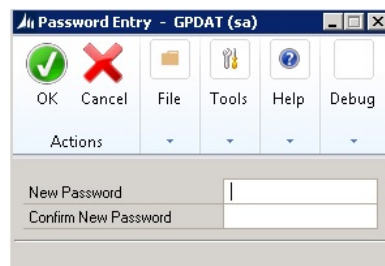 Password Entry - GPDAT (sa)
OK Cancel File Tools Help Debug
Actions
New Password
Confirm New Password